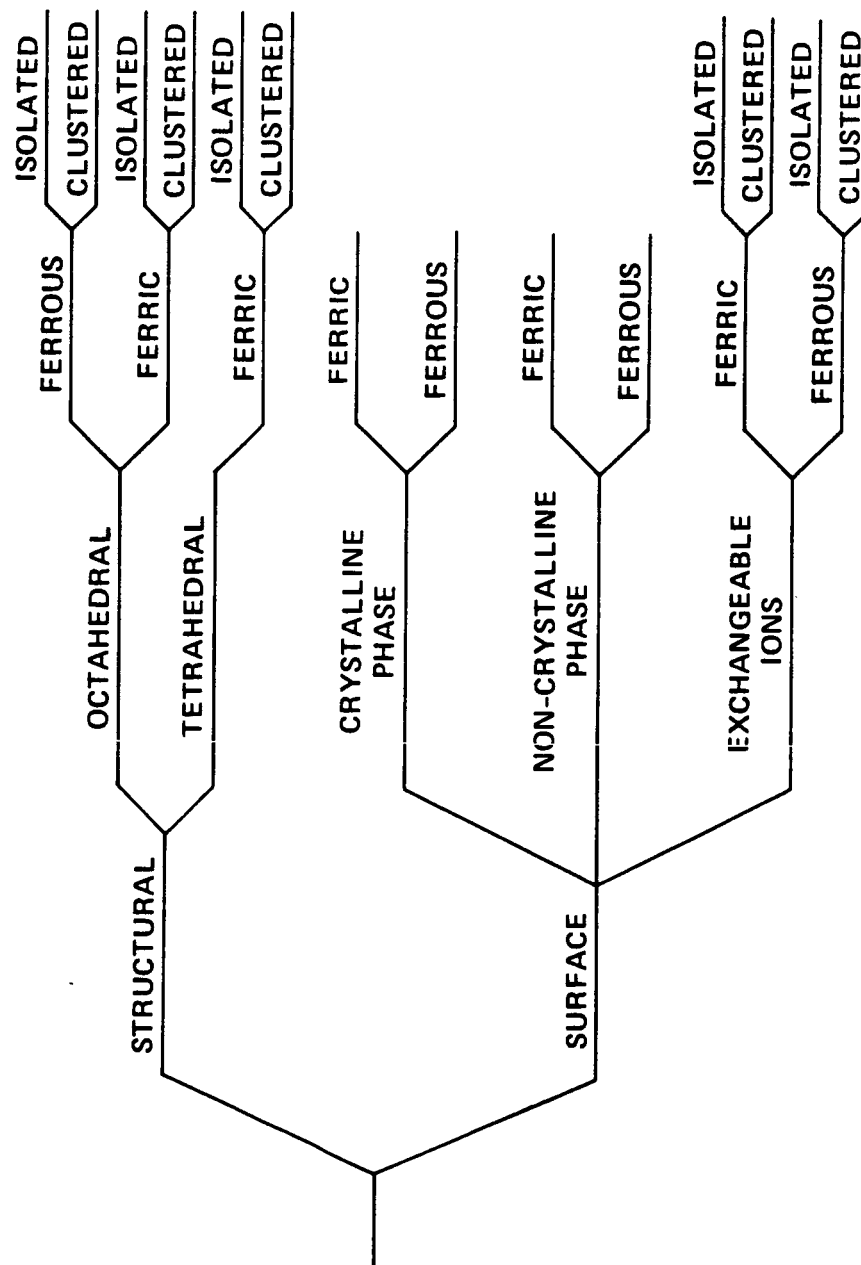 STRUCTURAL
OCTAHEDRAL
FERROUS
ISOLATED
CLUSTERED
FERRIC
ISOLATED
CLUSTERED
TETRAHEDRAL
FERRIC
ISOLATED
CLUSTERED
SURFACE
CRYSTALLINE
PHASE
FERRIC
FERROUS
NON-CRYSTALLINE
PHASE
FERRIC
FERROUS
EXCHANGEABLE
IONS
FERRIC
ISOLATED
CLUSTERED
FERROUS
ISOLATED
CLUSTERED